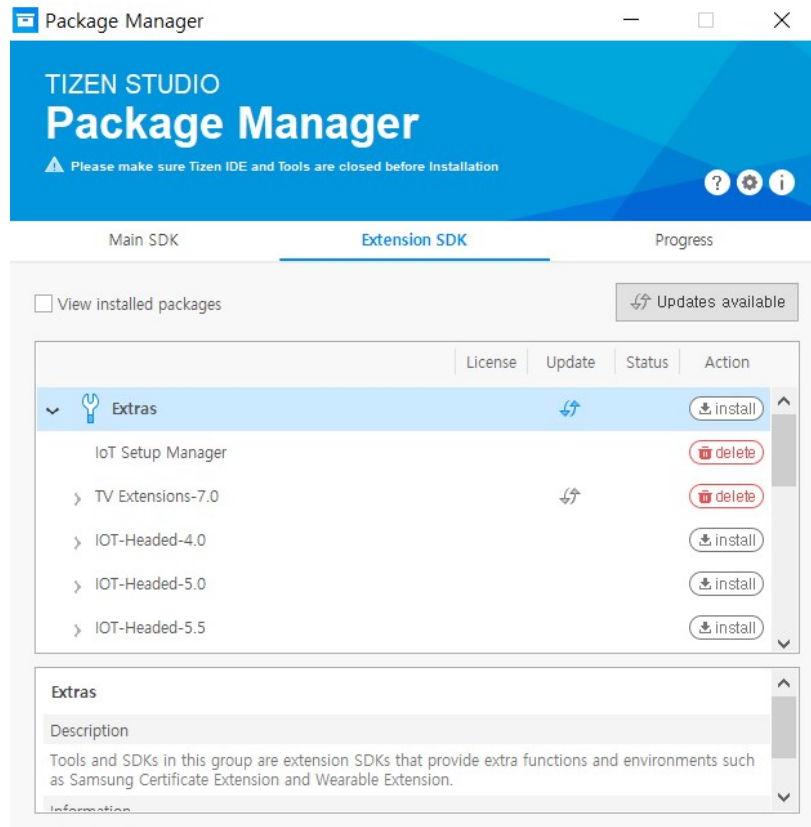 Package Manager
TIZEN STUDIO
Package Manager
Please make sure Tizen IDE and Tools are closed before Installation
Main SDK Extension SDK Progress
View installed packages Updates available
License Update Status Action
Extras install
IoT Setup Manager delete
TV Extensions-7.0 delete
IOT-Headed-4.0 install
IOT-Headed-5.0 install
IOT-Headed-5.5 install
Extras
Description
Tools and SDKs in this group are extension SDKs that provide extra functions and environments such
as Samsung Certificate Extension and Wearable Extension.
Information